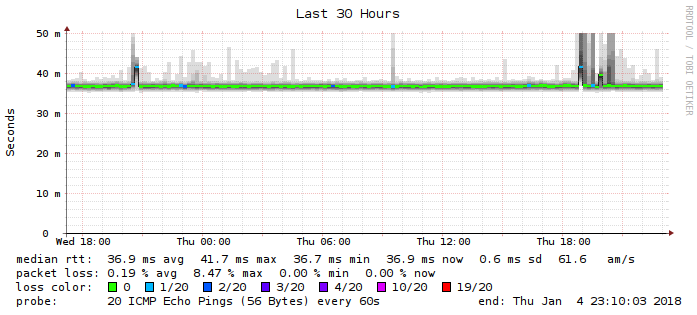 Last 30 Hours
RRDTOOL / TOBI OETIKER
Seconds
50 m
40 m
30 m
20 m
10 m
0
Wed 18:00 Thu 00:00 Thu 06:00 Thu 12:00 Thu 18:00
median rtt: 36.9 ms avg 41.7 ms max 36.7 ms min 36.9 ms now 0.6 ms sd 61.6 am/s
packet loss: 0.19 % avg 8.47 % max 0.00 % min 0.00 % now
loss color: 0 1/20 2/20 3/20 4/20 10/20 19/20
probe: 20 ICMP Echo Pings (56 Bytes) every 60s end: Thu Jan 4 23:10:03 2018